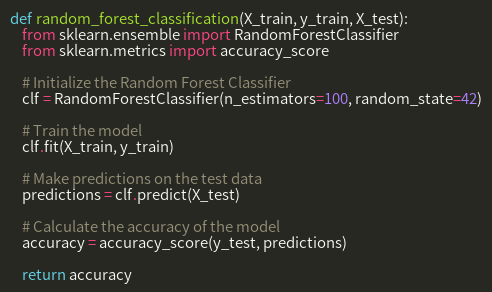 def random_forest_classification(X_train, y_train, X_test):
from sklearn.ensemble import RandomForestClassifier
from sklearn.metrics import accuracy_score
# Initialize the Random Forest Classifier
clf = RandomForestClassifier(n_estimators=100, random_state=42)
# Train the model
clf.fit(X_train, y_train)
# Make predictions on the test data
predictions = clf.predict(X_test)
# Calculate the accuracy of the model
accuracy = accuracy_score(y_test, predictions)
return accuracy